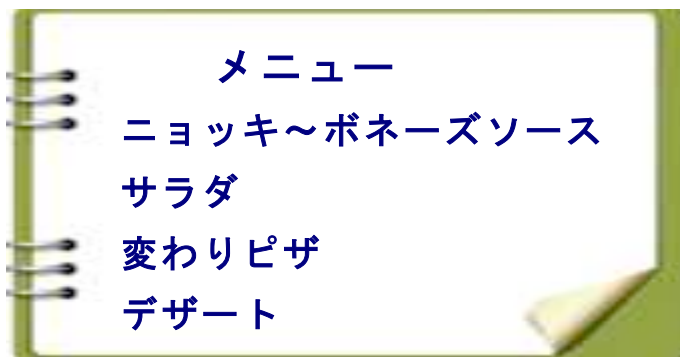 メニュー
ニョッキ～ボネーズソース
サラダ
変わりピザ
デザート